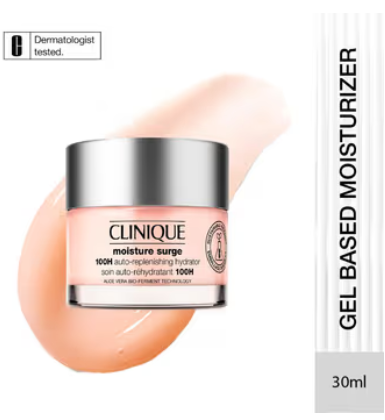 Dermatologist
tested.
CLINIQUE
moisture surge
100H auto-replenishing hydrator
soin auto-réhydratant 100H
ALOE VERA BIO-FERMENT TECHNOLOGY
GEL BASED MOISTURIZER
30ml